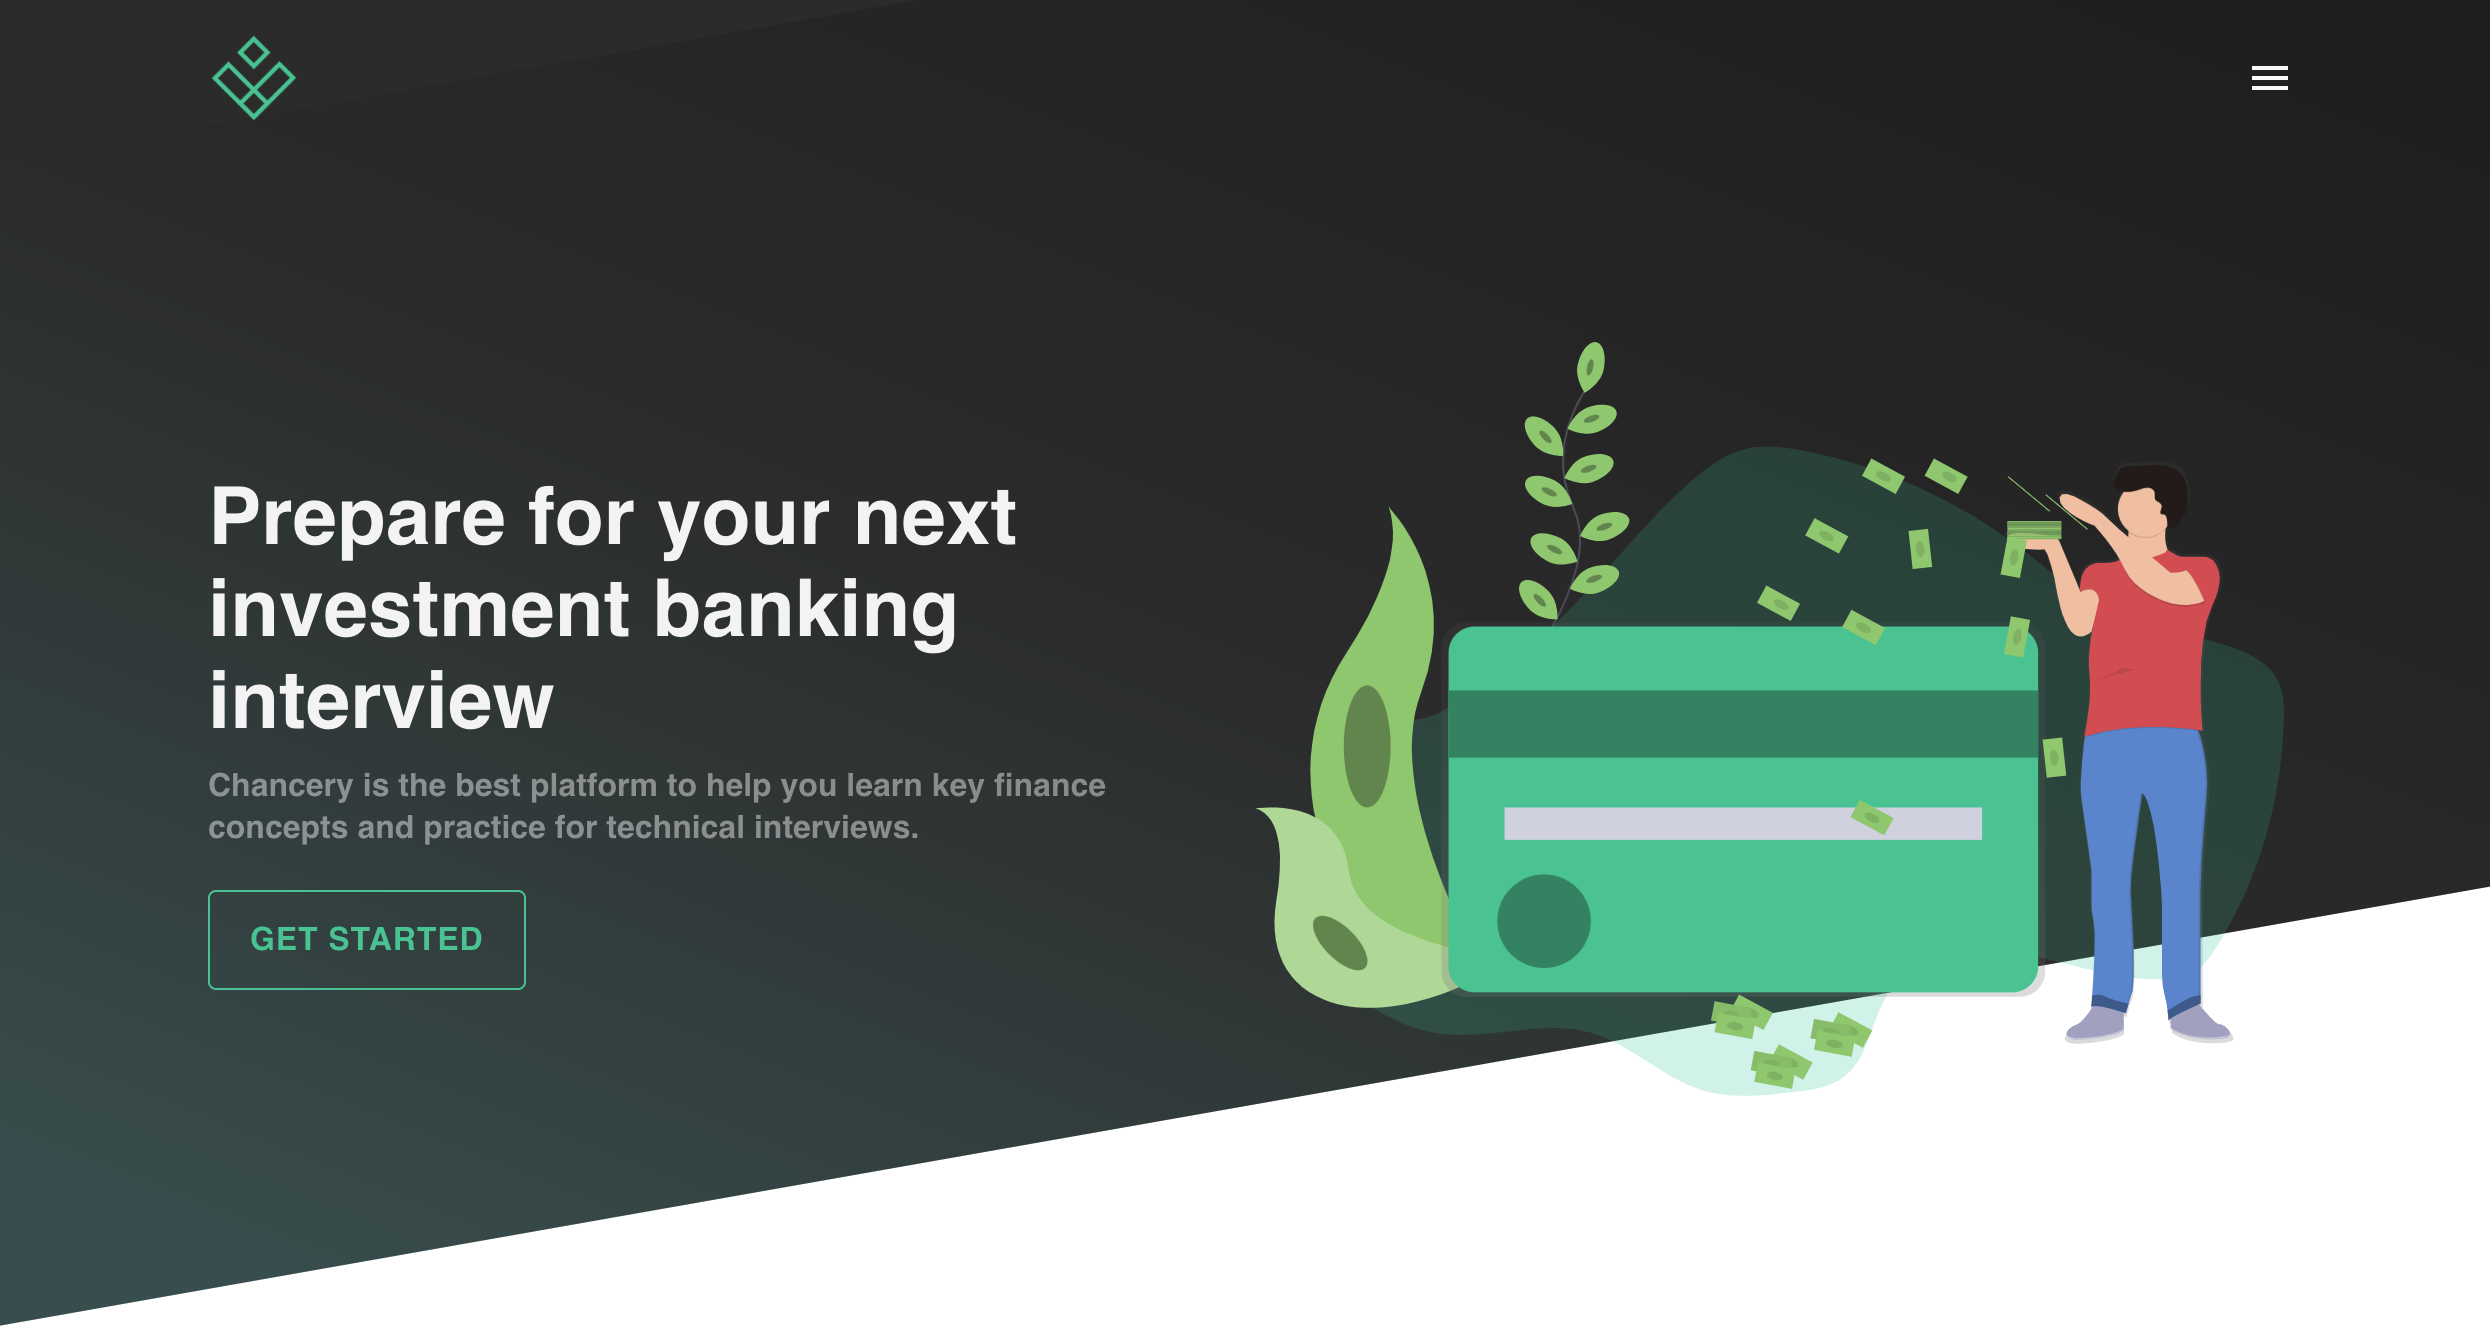 Prepare for your next
investment banking
interview
Chancery is the best platform to help you learn key finance
concepts and practice for technical interviews.
GET STARTED